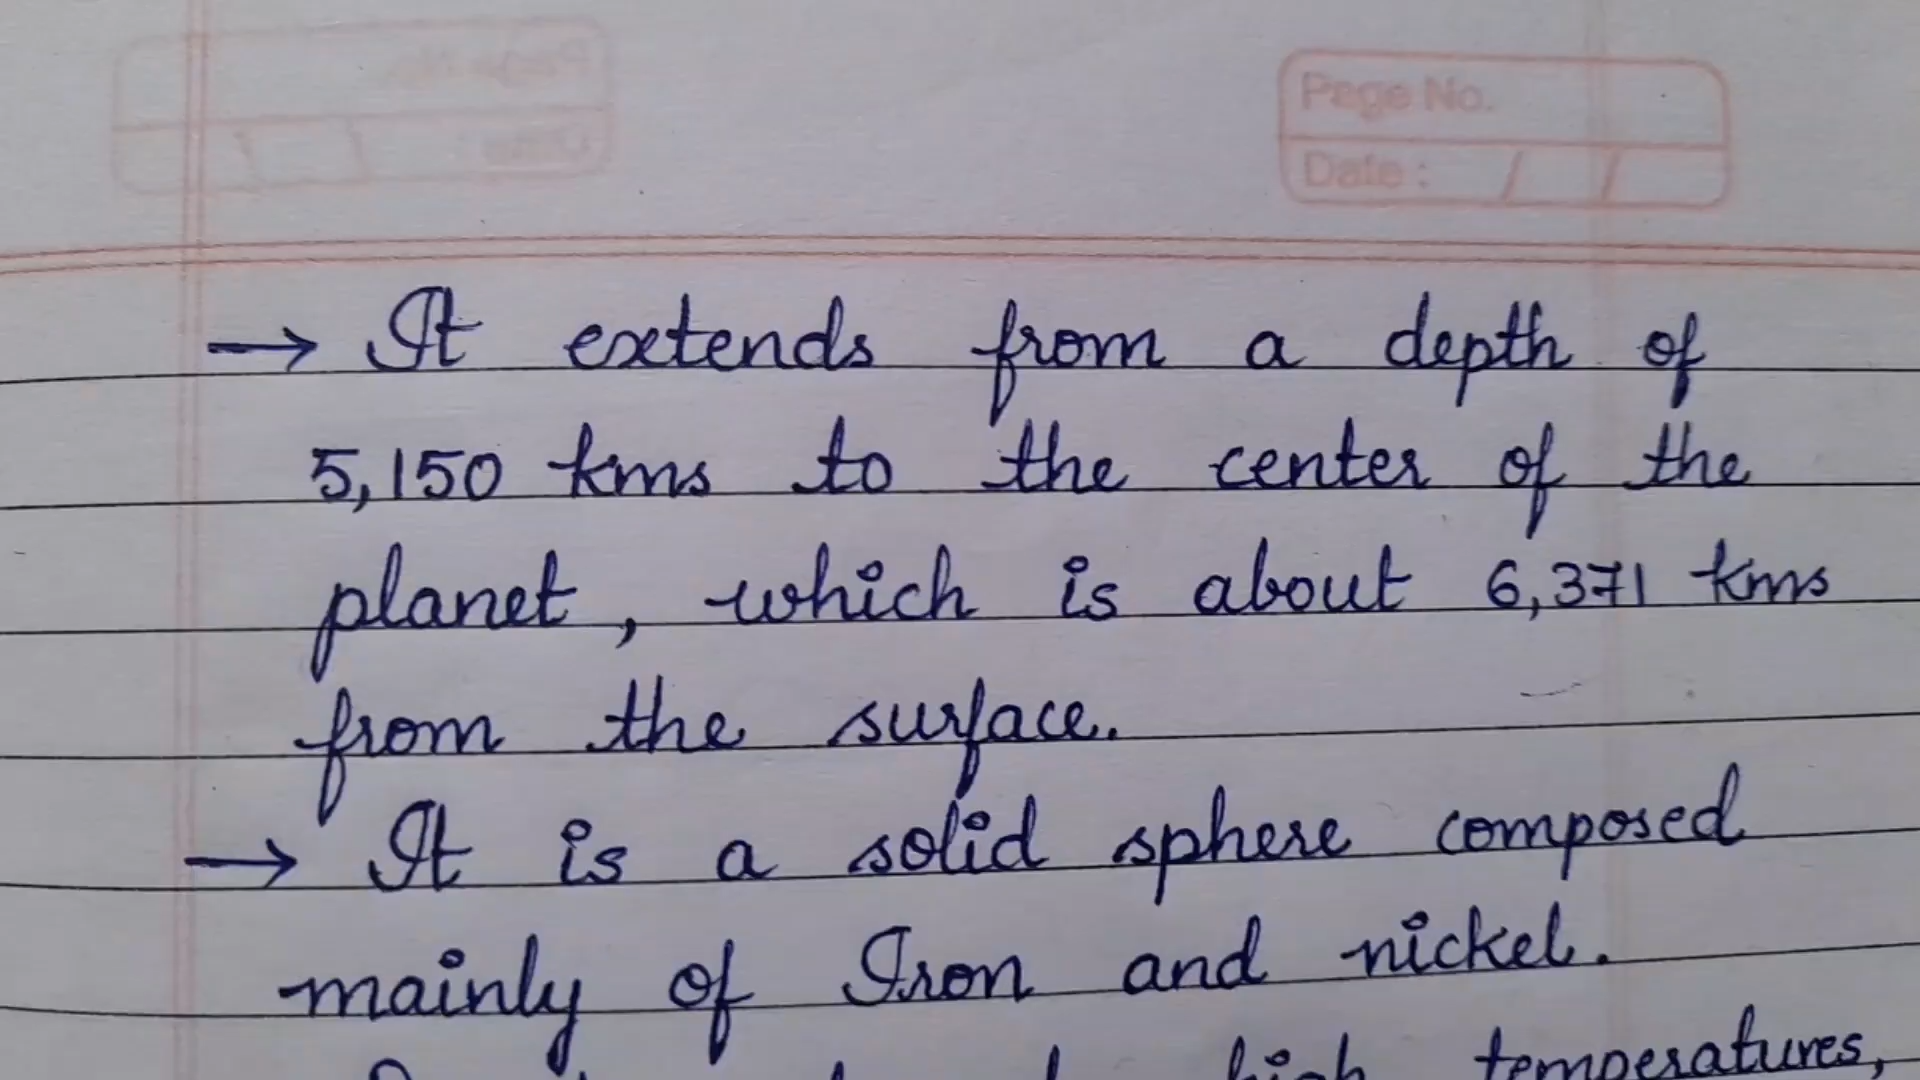 Page No.
Date : / /
→ It extends from a depth of
5,150 kms to the center of the
planet, which is about 6,371 kms
from the surface.
→ It is a solid sphere composed
mainly of Iron and nickel.
high temperatures,